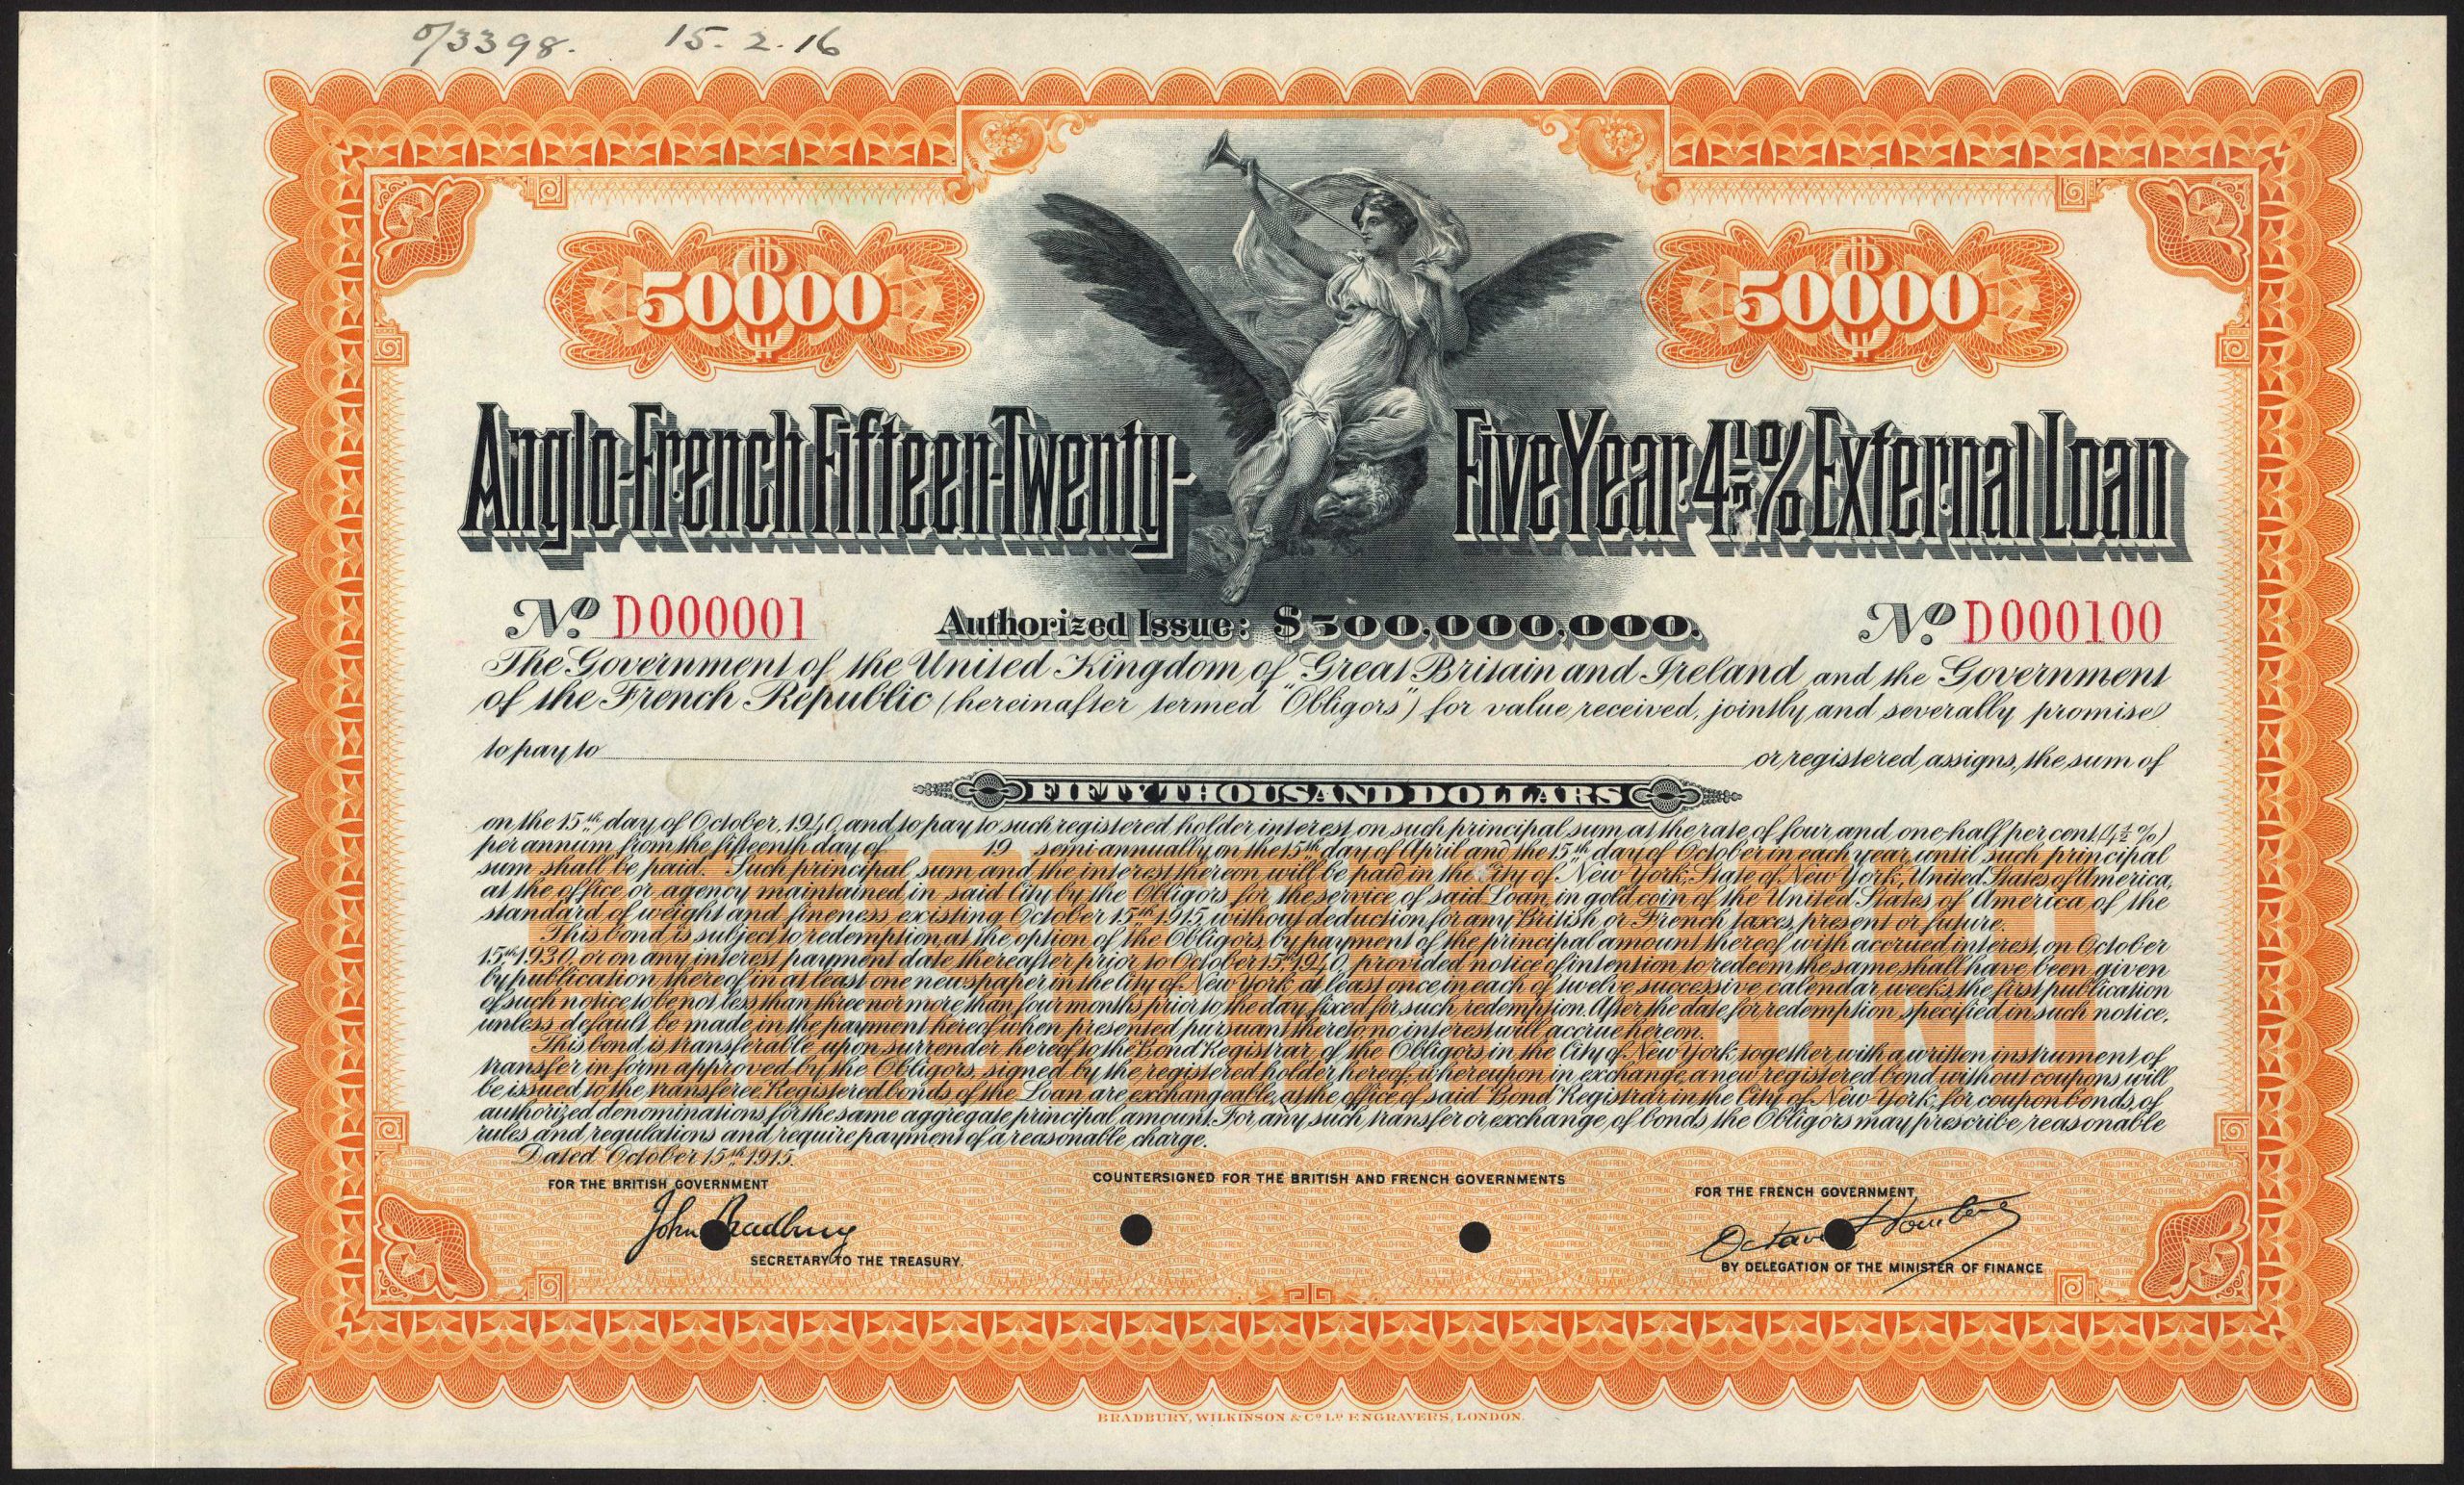 0/3398. 15-2-16
$50000 $50000
Anglo-French Fifteen-Twenty-Five Year 4½% External Loan
No. D000001 Authorized Issue: $500,000,000. No. D000100
The Government of the United Kingdom of Great Britain and Ireland and the Government
of the French Republic (hereinafter termed "Obligors") for value received, jointly and severally promise
to pay to or registered assigns, the sum of
FIFTY THOUSAND DOLLARS
on the 15th day of October, 1940, and to pay to such registered holder interest on such principal sum at the rate of four and one-half per cent. (4½%)
per annum from the fifteenth day of 19 semi-annually on the 15th day of April and the 15th day of October in each year, until such principal
sum shall be paid. Such principal sum and the interest thereon will be paid in the City of New York, State of New York, United States of America,
at the office or agency maintained in said City by the Obligors for the service of said Loan, in gold coin of the United States of America of the
standard of weight and fineness existing October 15th 1915, without deduction for any British or French taxes, present or future.
This bond is subject to redemption, at the option of the Obligors, by payment of the principal amount thereof with accrued interest, on October
15th 1930, or on any interest payment date thereafter prior to October 15th, 1940, provided notice of intention to redeem the same shall have been given
by publication thereof in at least one newspaper in the City of New York at least once in each of twelve successive calendar weeks, the first publication
of such notice to be not less than three nor more than four months prior to the day fixed for such redemption. After the date for redemption specified in such notice,
unless default be made in the payment hereof when presented pursuant thereto, no interest will accrue hereon.
This bond is transferable upon surrender hereof to the Bond Registrar of the Obligors in the City of New York, together with a written instrument of
transfer in form approved by the Obligors, signed by the registered holder hereof; whereupon in exchange a new registered bond without coupons will
be issued to the transferee. Registered bonds of the Loan are exchangeable, at the office of said Bond Registrar in the City of New York, for coupon bonds, of
authorized denominations for the same aggregate principal amount. For any such transfer or exchange of bonds the Obligors may prescribe reasonable
rules and regulations and require payment of a reasonable charge.
Dated October 15th 1915.
FOR THE BRITISH GOVERNMENT COUNTERSIGNED FOR THE BRITISH AND FRENCH GOVERNMENTS FOR THE FRENCH GOVERNMENT
John Bradbury Octave Homberg
SECRETARY TO THE TREASURY. BY DELEGATION OF THE MINISTER OF FINANCE
BRADBURY, WILKINSON & Co. Ld. ENGRAVERS, LONDON.